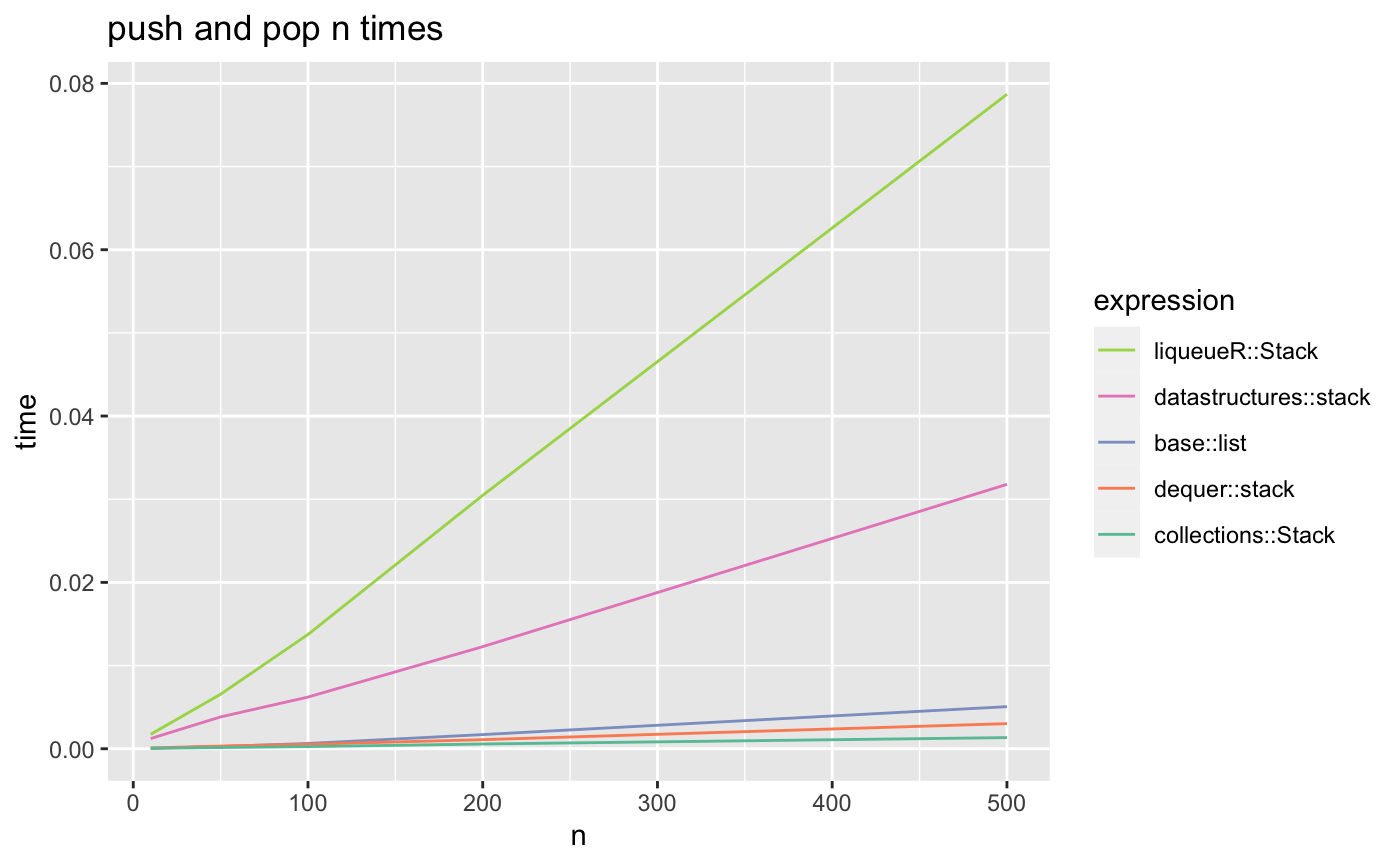 push and pop n times
0.08
0.06
0.04
0.02
0.00
time
0 100 200 300 400 500
n
expression
liqueueR::Stack
datastructures::stack
base::list
dequer::stack
collections::Stack